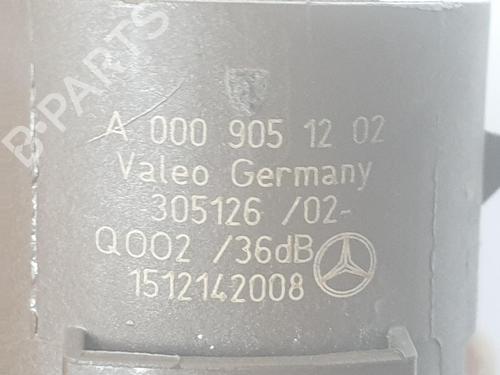 B-PARTS
A 000 905 12 02
Valeo Germany
305126 /02-
Q002 /36dB
1512142008